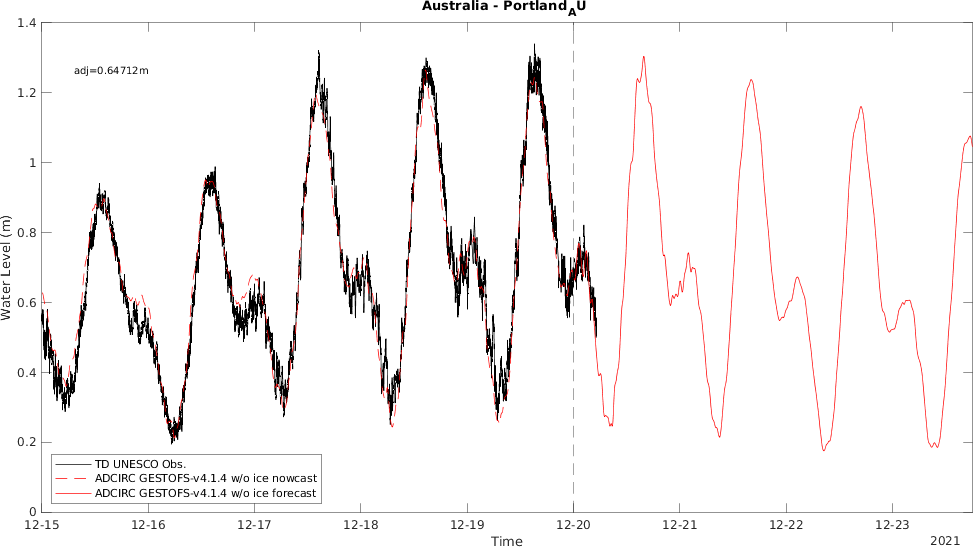 Australia - Portland_AU
1.4
adj=0.64712m
1.2
1
0.8
Water Level (m)
0.6
0.4
0.2
TD UNESCO Obs.
ADCIRC GESTOFS-v4.1.4 w/o ice nowcast
ADCIRC GESTOFS-v4.1.4 w/o ice forecast
0
12-15 12-16 12-17 12-18 12-19 12-20 12-21 12-22 12-23
Time
2021